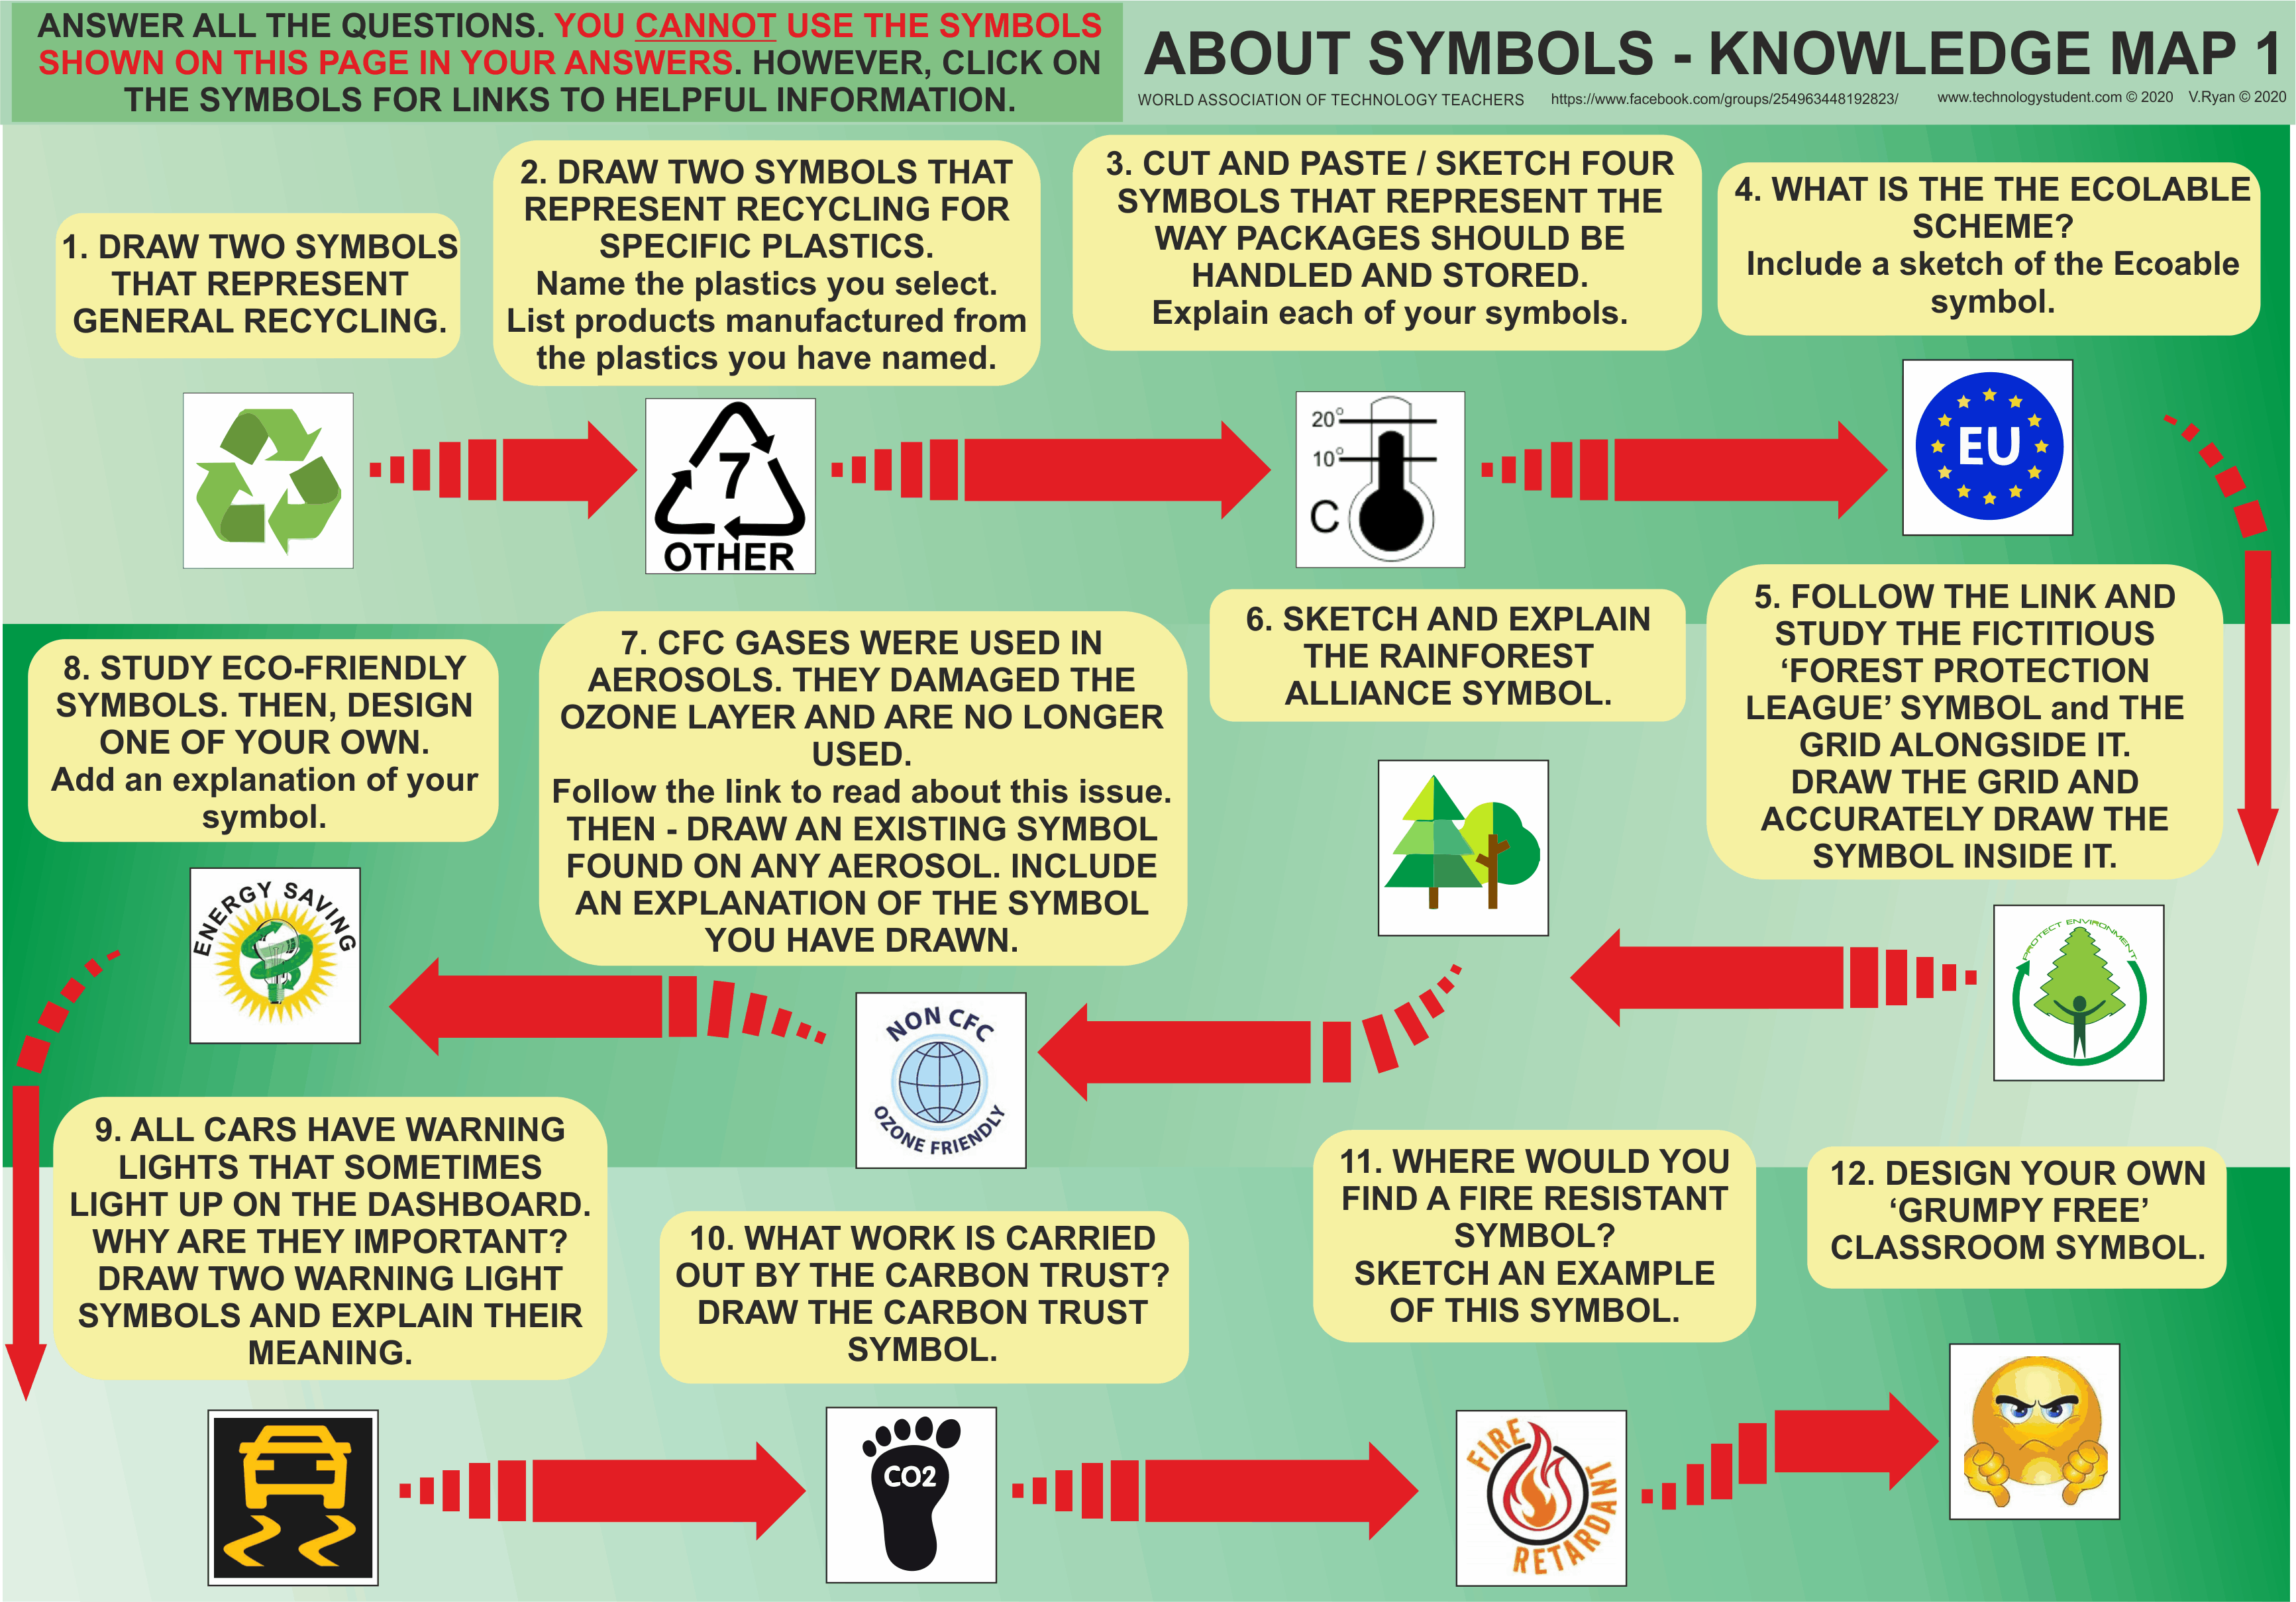 ANSWER ALL THE QUESTIONS. YOU CANNOT USE THE SYMBOLS
SHOWN ON THIS PAGE IN YOUR ANSWERS. HOWEVER, CLICK ON
THE SYMBOLS FOR LINKS TO HELPFUL INFORMATION.
ABOUT SYMBOLS - KNOWLEDGE MAP 1
WORLD ASSOCIATION OF TECHNOLOGY TEACHERS https://www.facebook.com/groups/254963448192823/ www.technologystudent.com © 2020 V.Ryan © 2020
1. DRAW TWO SYMBOLS
THAT REPRESENT
GENERAL RECYCLING.
2. DRAW TWO SYMBOLS THAT
REPRESENT RECYCLING FOR
SPECIFIC PLASTICS.
Name the plastics you select.
List products manufactured from
the plastics you have named.
7
OTHER
3. CUT AND PASTE / SKETCH FOUR
SYMBOLS THAT REPRESENT THE
WAY PACKAGES SHOULD BE
HANDLED AND STORED.
Explain each of your symbols.
20°
10°
C
4. WHAT IS THE THE ECOLABLE
SCHEME?
Include a sketch of the Ecoable
symbol.
EU
5. FOLLOW THE LINK AND
STUDY THE FICTITIOUS
‘FOREST PROTECTION
LEAGUE’ SYMBOL and THE
GRID ALONGSIDE IT.
DRAW THE GRID AND
ACCURATELY DRAW THE
SYMBOL INSIDE IT.
PROTECT ENVIRONMENT
6. SKETCH AND EXPLAIN
THE RAINFOREST
ALLIANCE SYMBOL.
7. CFC GASES WERE USED IN
AEROSOLS. THEY DAMAGED THE
OZONE LAYER AND ARE NO LONGER
USED.
Follow the link to read about this issue.
THEN - DRAW AN EXISTING SYMBOL
FOUND ON ANY AEROSOL. INCLUDE
AN EXPLANATION OF THE SYMBOL
YOU HAVE DRAWN.
NON CFC
OZONE FRIENDLY
8. STUDY ECO-FRIENDLY
SYMBOLS. THEN, DESIGN
ONE OF YOUR OWN.
Add an explanation of your
symbol.
ENERGY SAVING
9. ALL CARS HAVE WARNING
LIGHTS THAT SOMETIMES
LIGHT UP ON THE DASHBOARD.
WHY ARE THEY IMPORTANT?
DRAW TWO WARNING LIGHT
SYMBOLS AND EXPLAIN THEIR
MEANING.
10. WHAT WORK IS CARRIED
OUT BY THE CARBON TRUST?
DRAW THE CARBON TRUST
SYMBOL.
CO2
11. WHERE WOULD YOU
FIND A FIRE RESISTANT
SYMBOL?
SKETCH AN EXAMPLE
OF THIS SYMBOL.
FIRE
RETARDANT
12. DESIGN YOUR OWN
‘GRUMPY FREE’
CLASSROOM SYMBOL.